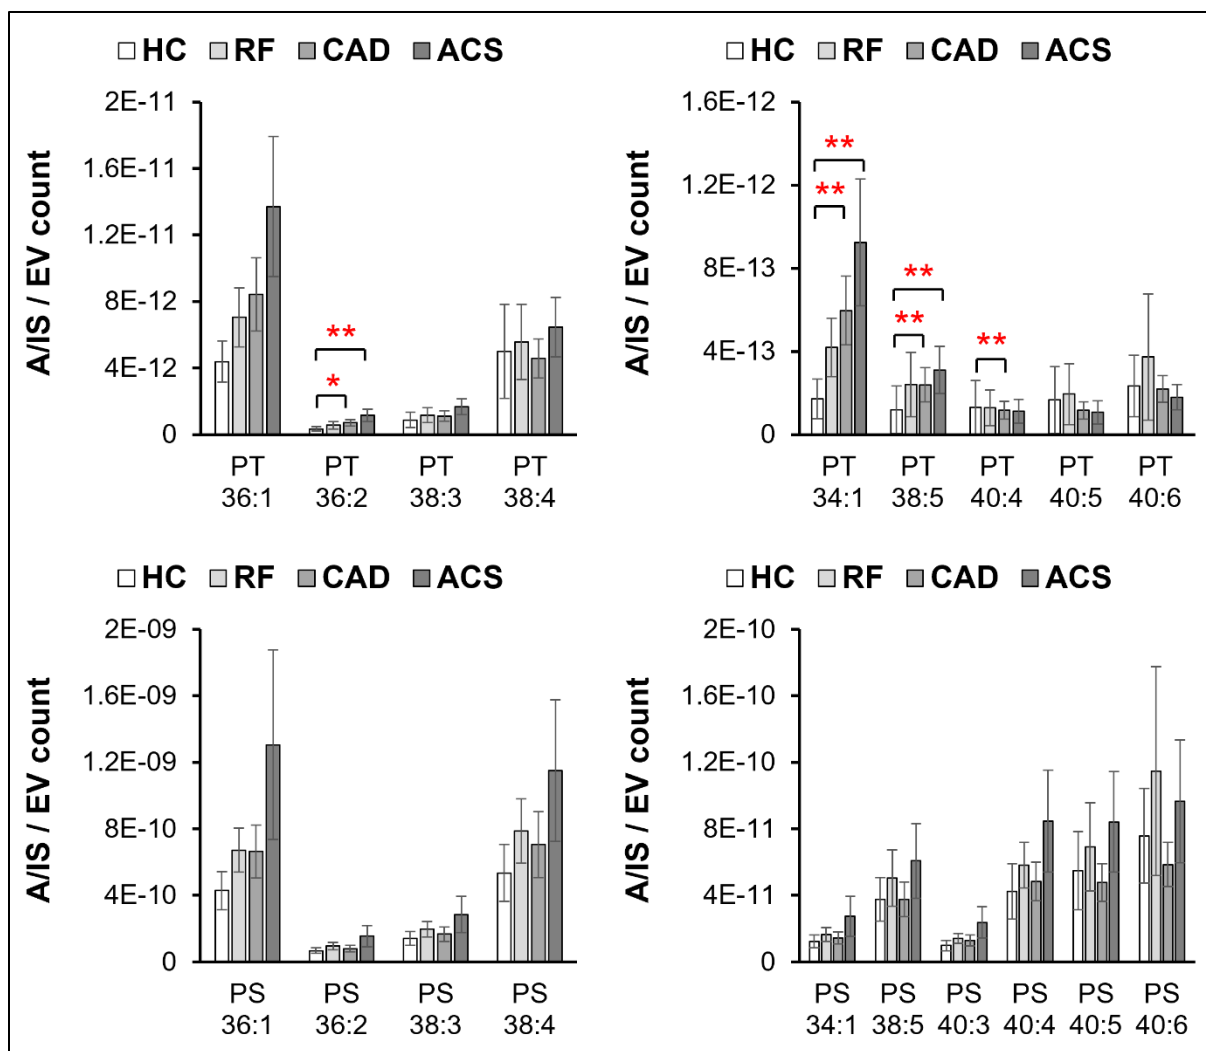 HC RF CAD ACS
A/IS / EV count
2E-11
1.6E-11
1.2E-11
8E-12
4E-12
0
**
*
PT PT PT PT
36:1 36:2 38:3 38:4
HC RF CAD ACS
A/IS / EV count
1.6E-12
1.2E-12
8E-13
4E-13
0
**
**
**
**
**
PT PT PT PT PT
34:1 38:5 40:4 40:5 40:6
HC RF CAD ACS
A/IS / EV count
2E-09
1.6E-09
1.2E-09
8E-10
4E-10
0
PS PS PS PS
36:1 36:2 38:3 38:4
HC RF CAD ACS
A/IS / EV count
2E-10
1.6E-10
1.2E-10
8E-11
4E-11
0
PS PS PS PS PS PS
34:1 38:5 40:3 40:4 40:5 40:6